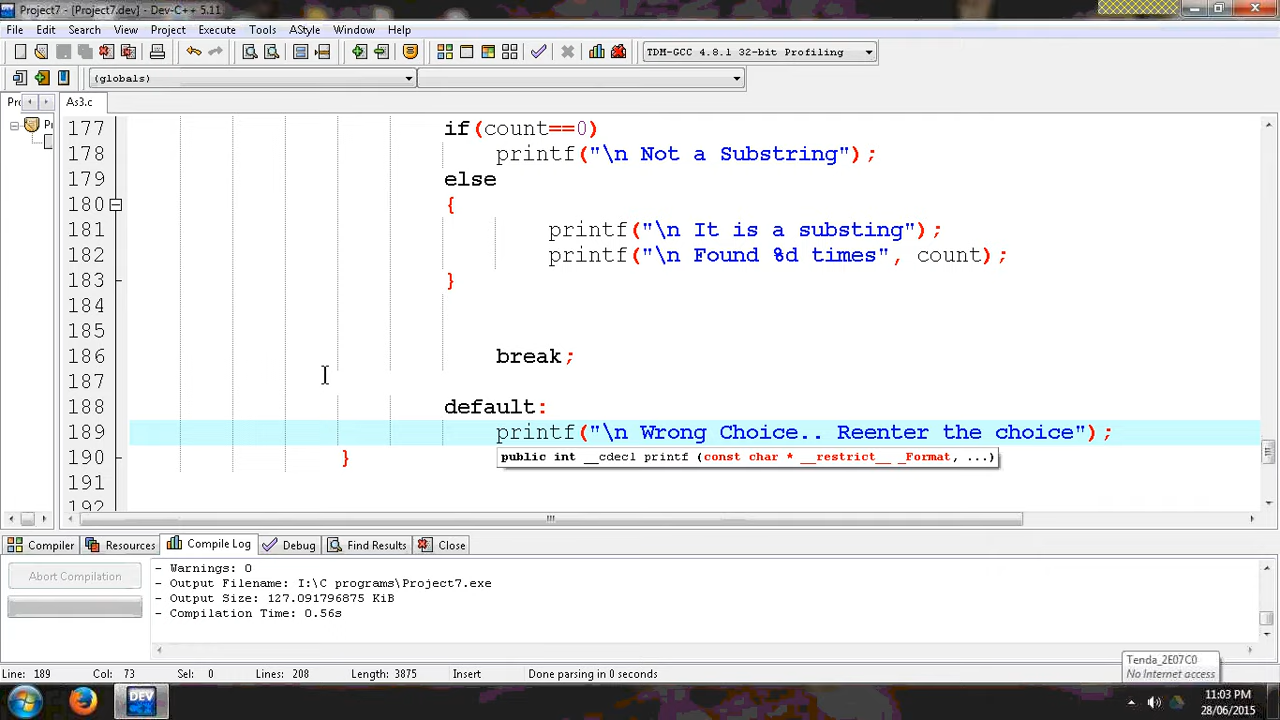 Project7 - [Project7.dev] - Dev-C++ 5.11
File Edit Search View Project Execute Tools AStyle Window Help
TDM-GCC 4.8.1 32-bit Profiling
(globals)
Pr As3.c
177 if(count==0)
178 printf("\n Not a Substring");
179 else
180 {
181 printf("\n It is a substing");
182 printf("\n Found %d times", count);
183 }
184
185
186 break;
187
188 default:
189 printf("\n Wrong Choice.. Reenter the choice");
190 }
public int __cdecl printf (const char * __restrict__ _Format, ...)
191
192
Compiler Resources Compile Log Debug Find Results Close
Abort Compilation
- Warnings: 0
- Output Filename: I:\C programs\Project7.exe
- Output Size: 127.091796875 KiB
- Compilation Time: 0.56s
Line: 189 Col: 73 Sel: 0 Lines: 208 Length: 3875 Insert Done parsing in 0 seconds
Tenda_2E07C0
No Internet access
DEV
11:03 PM
28/06/2015